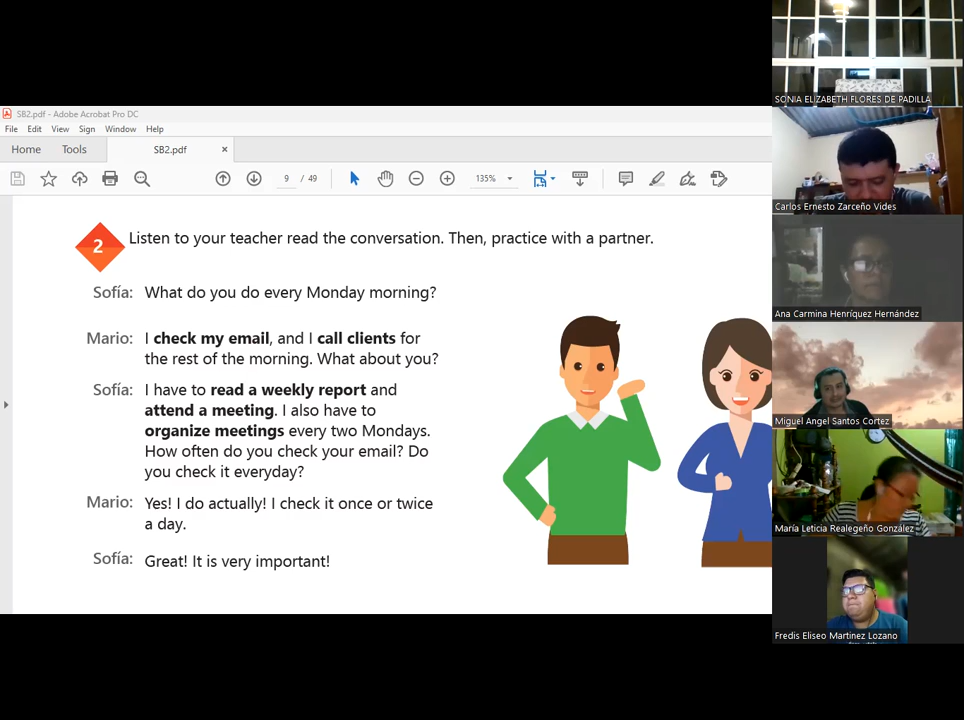 SB2.pdf - Adobe Acrobat Pro DC
File Edit View Sign Window Help
Home Tools SB2.pdf ×
9 / 49 135%
2 Listen to your teacher read the conversation. Then, practice with a partner.
Sofía: What do you do every Monday morning?
Mario: I check my email, and I call clients for
the rest of the morning. What about you?
Sofía: I have to read a weekly report and
attend a meeting. I also have to
organize meetings every two Mondays.
How often do you check your email? Do
you check it everyday?
Mario: Yes! I do actually! I check it once or twice
a day.
Sofía: Great! It is very important!
SONIA ELIZABETH FLORES DE PADILLA
Carlos Ernesto Zarceño Vides
Ana Carmina Henríquez Hernández
Miguel Angel Santos Cortez
María Leticia Realegeño González
Fredis Eliseo Martinez Lozano